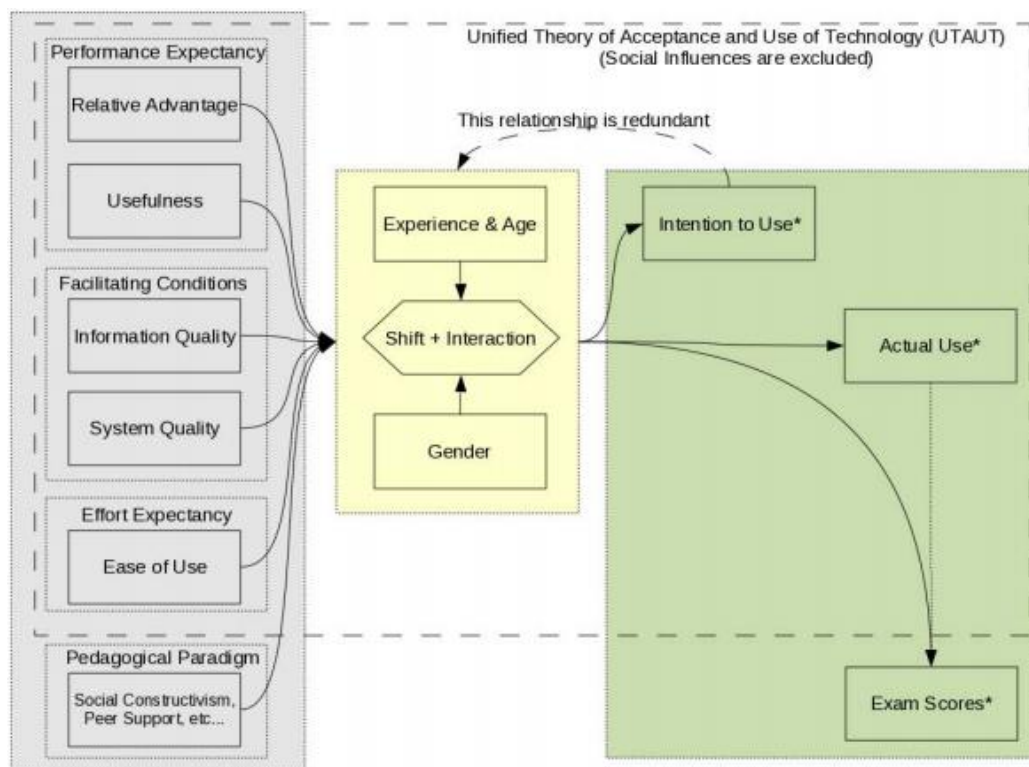 Unified Theory of Acceptance and Use of Technology (UTAUT)
(Social Influences are excluded)
Performance Expectancy
Relative Advantage
Usefulness
Facilitating Conditions
Information Quality
System Quality
Effort Expectancy
Ease of Use
Pedagogical Paradigm
Social Constructivism,
Peer Support, etc...
This relationship is redundant
Experience & Age
Shift + Interaction
Gender
Intention to Use*
Actual Use*
Exam Scores*